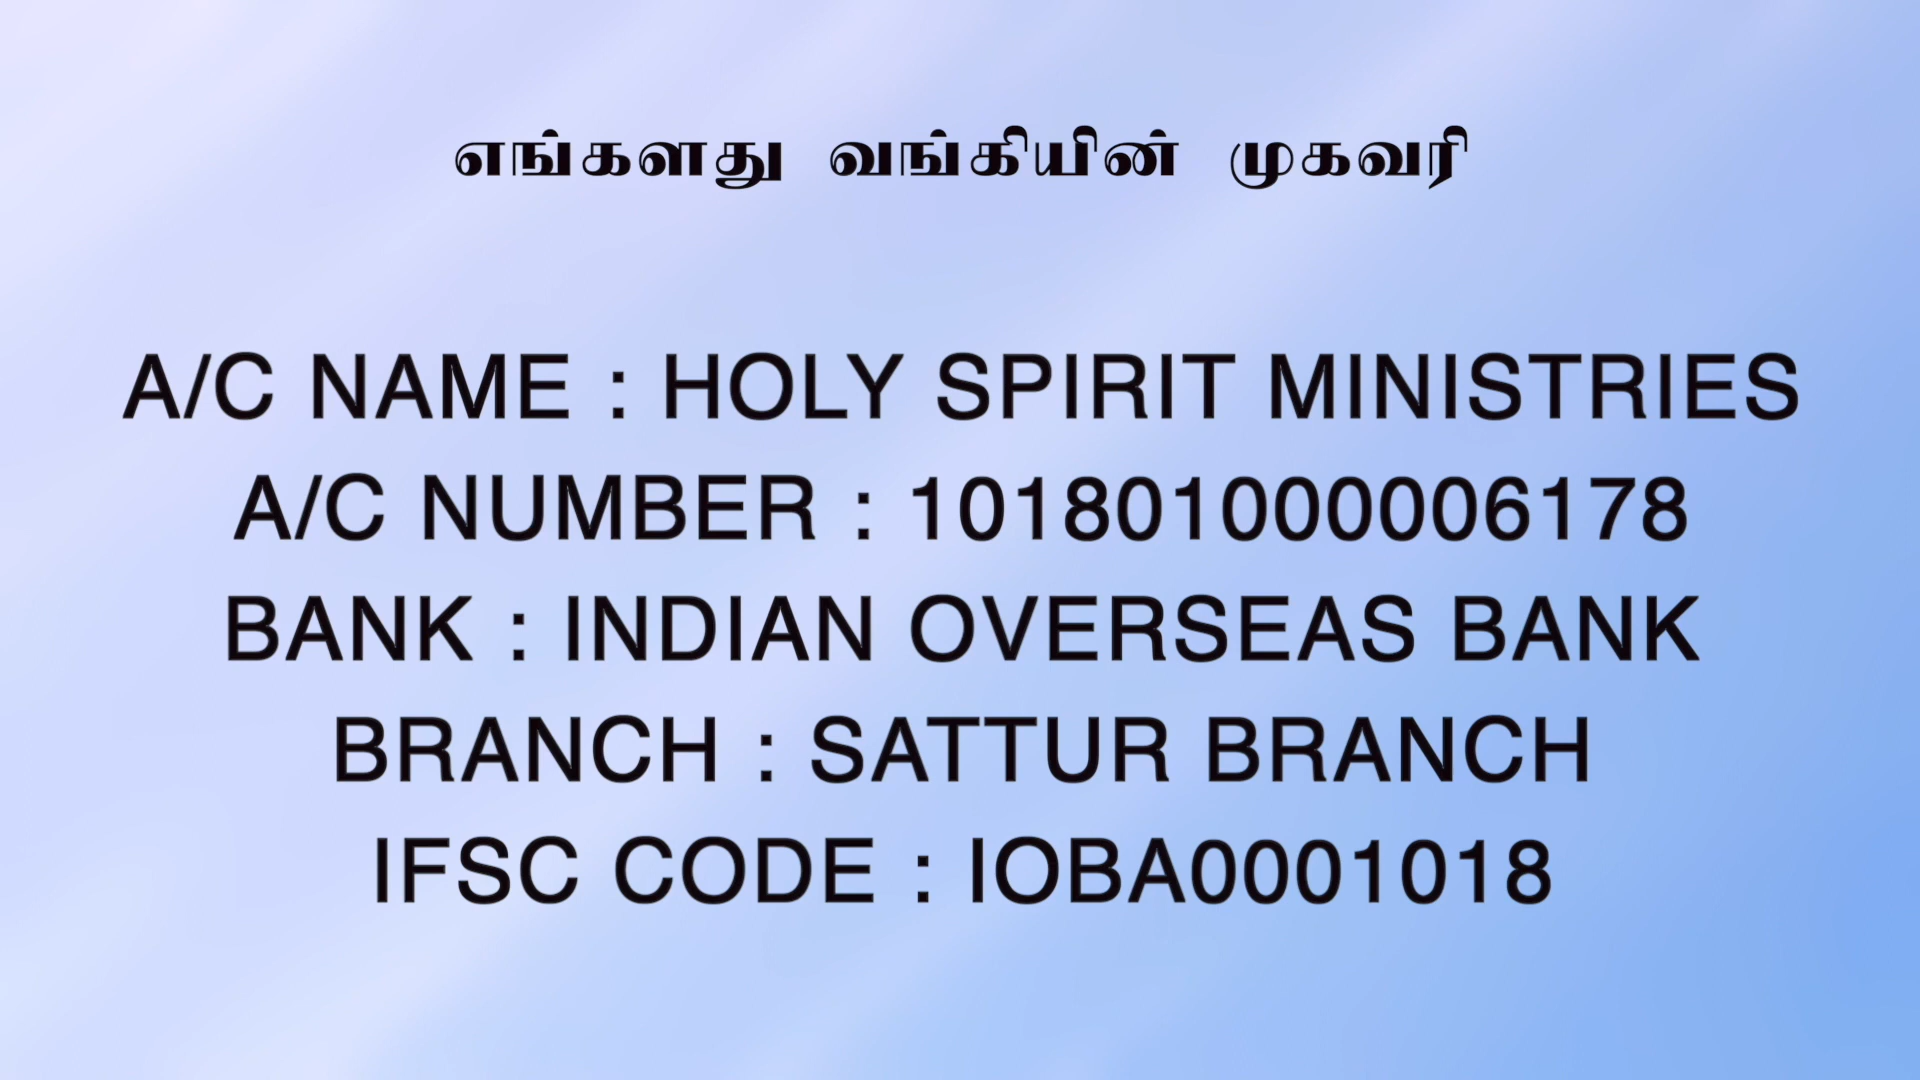 எங்களது வங்கியின் முகவரி
A/C NAME : HOLY SPIRIT MINISTRIES
A/C NUMBER : 101801000006178
BANK : INDIAN OVERSEAS BANK
BRANCH : SATTUR BRANCH
IFSC CODE : IOBA0001018